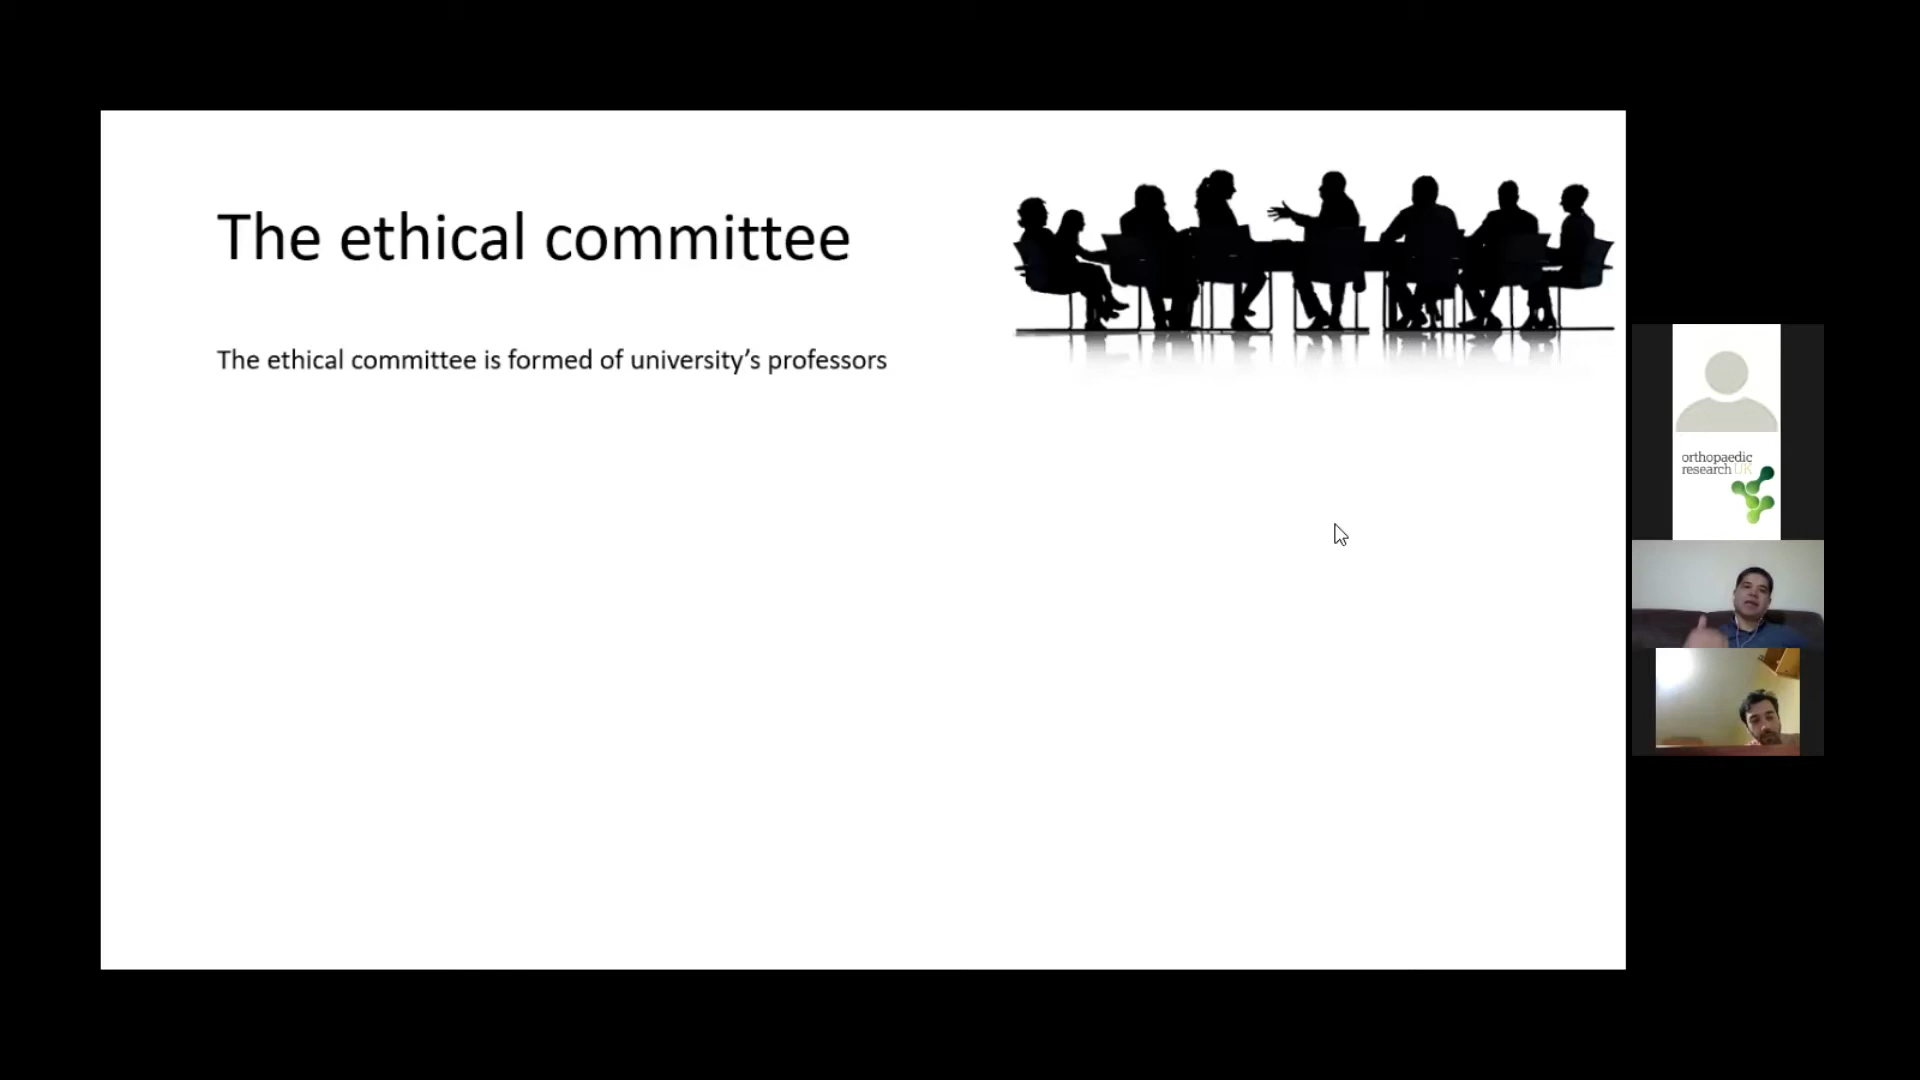 The ethical committee
The ethical committee is formed of university’s professors
orthopaedic
research UK